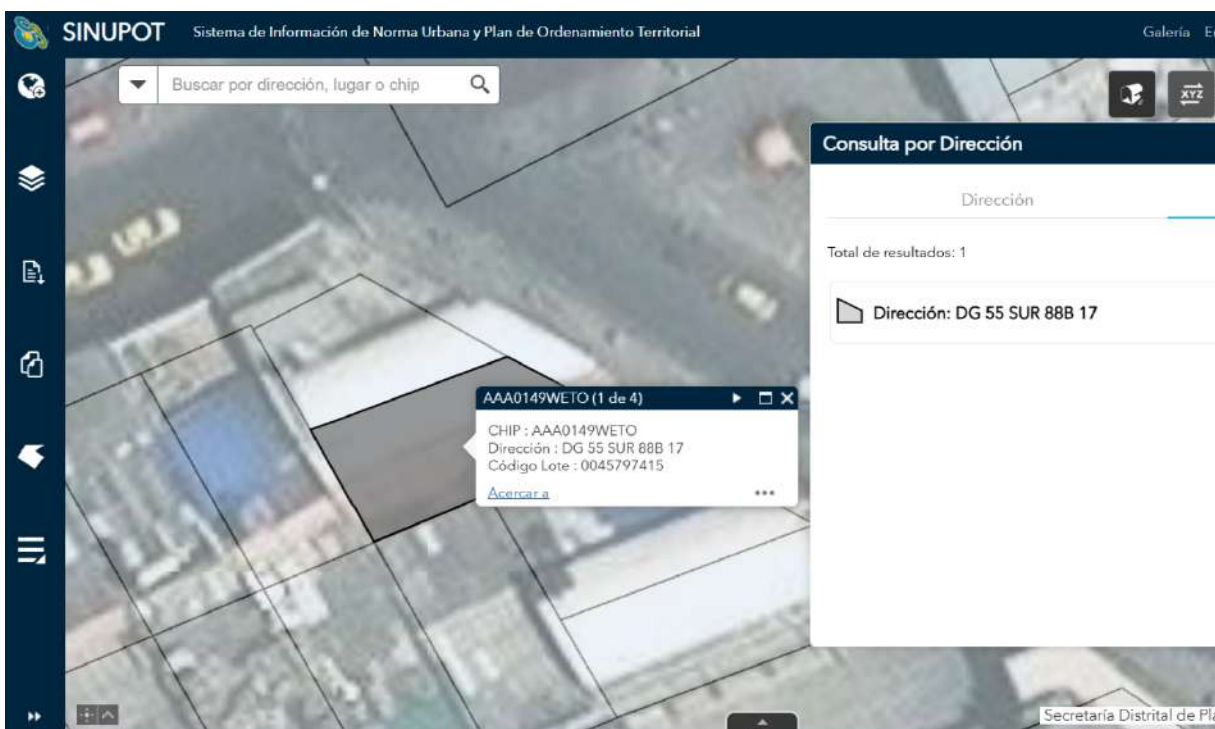 SINUPOT
Sistema de Información de Norma Urbana y Plan de Ordenamiento Territorial
Galería
Buscar por dirección, lugar o chip
XYZ
Consulta por Dirección
Dirección
Total de resultados: 1
Dirección: DG 55 SUR 88B 17
AAA0149WETO (1 de 4)
CHIP : AAA0149WETO
Dirección : DG 55 SUR 88B 17
Código Lote : 0045797415
Acercar a
Secretaría Distrital de Pla